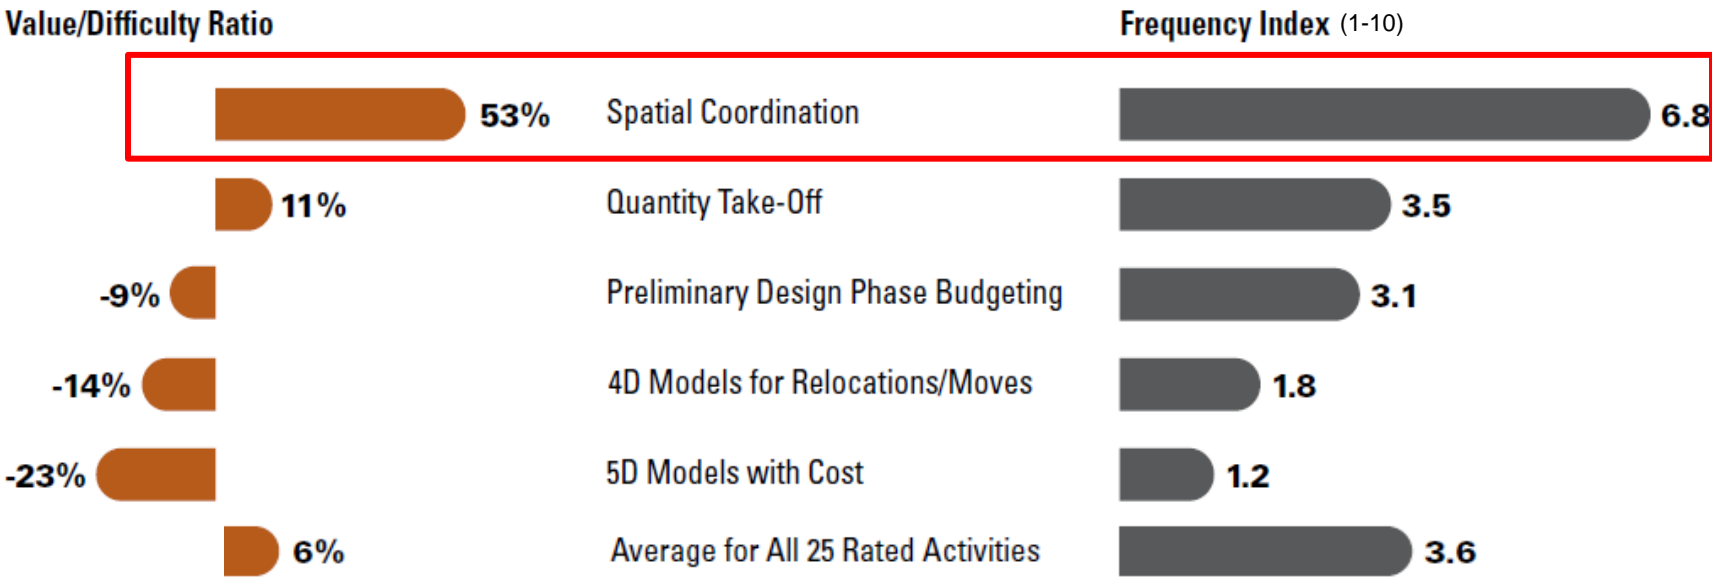 Value/Difficulty Ratio Frequency Index (1-10)
53% Spatial Coordination 6.8
11% Quantity Take-Off 3.5
-9% Preliminary Design Phase Budgeting 3.1
-14% 4D Models for Relocations/Moves 1.8
-23% 5D Models with Cost 1.2
6% Average for All 25 Rated Activities 3.6